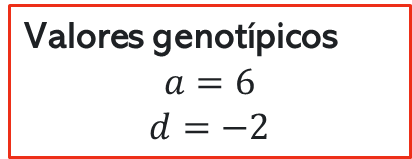 Valores genotípicos
a = 6
d = −2